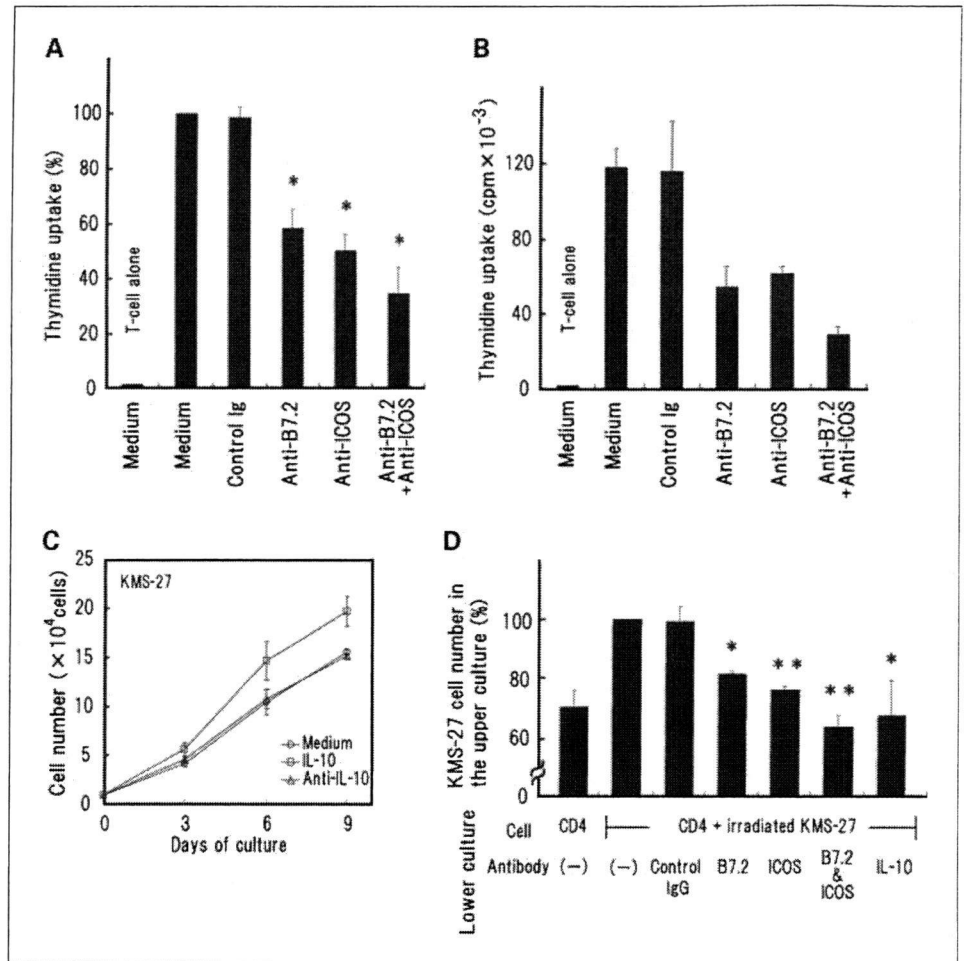 A
Thymidine uptake (%)
100
80
60
40
20
0
T-cell alone
*
*
*
Medium
Medium
Control Ig
Anti-B7.2
Anti-ICOS
Anti-B7.2
+Anti-ICOS
B
Thymidine uptake (cpm×10⁻³)
120
80
40
0
T-cell alone
Medium
Medium
Control Ig
Anti-B7.2
Anti-ICOS
Anti-B7.2
+Anti-ICOS
C
Cell number (×10⁴cells)
25
20
15
10
5
0
KMS-27
Medium
IL-10
Anti-IL-10
0 3 6 9
Days of culture
D
KMS-27 cell number in
the upper culture (%)
100
80
60
0
*
**
**
*
Lower culture
Cell CD4 CD4 + irradiated KMS-27
Antibody (-) (-) Control IgG B7.2 ICOS B7.2 & ICOS IL-10